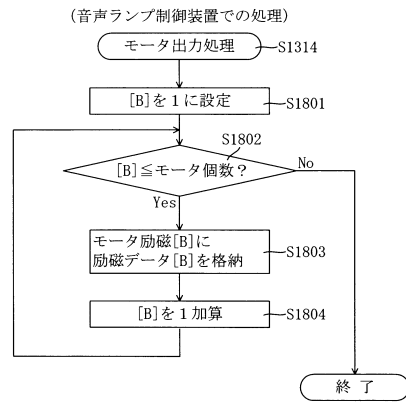 (音声ランプ制御装置での処理)
モータ出力処理
S1314
[B]を1に設定
S1801
S1802
[B]≦モータ個数?
No
Yes
モータ励磁[B]に
励磁データ[B]を格納
S1803
[B]を1加算
S1804
終 了